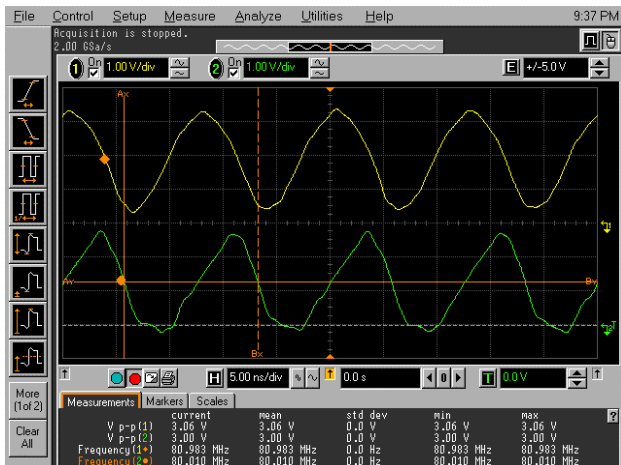 File Control Setup Measure Analyze Utilities Help 9:37 PM
Acquisition is stopped.
2.00 GSa/s
1 On 1.00 V/div 2 On 1.00 V/div E +/-5.0 V
Ax
1
Ay By
2
Bx
H 5.00 ns/div 0.0 s 0 T 0.0 V
More
(1of 2)
Clear
All
Measurements Markers Scales
current mean std dev min max
V p-p(1) 3.06 V 3.06 V 0.0 V 3.06 V 3.06 V
V p-p(2) 3.00 V 3.00 V 0.0 V 3.00 V 3.00 V
Frequency(1) 80.983 MHz 80.983 MHz 0.0 Hz 80.983 MHz 80.983 MHz
Frequency(2) 80.010 MHz 80.010 MHz 0.0 Hz 80.010 MHz 80.010 MHz
?